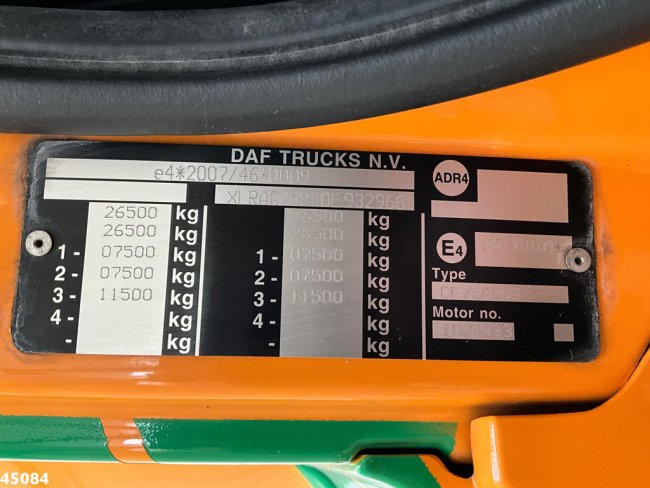 DAF TRUCKS N.V.
e4*2007/46*0009
ADR4
26500 kg 26500 kg
26500 kg 26500 kg
E4
1- 07500 kg 1- 07500 kg
2- 07500 kg 2- 07500 kg
Type
3- 11500 kg 3- 11500 kg
4- kg 4- kg
Motor no.
- kg - kg
45084